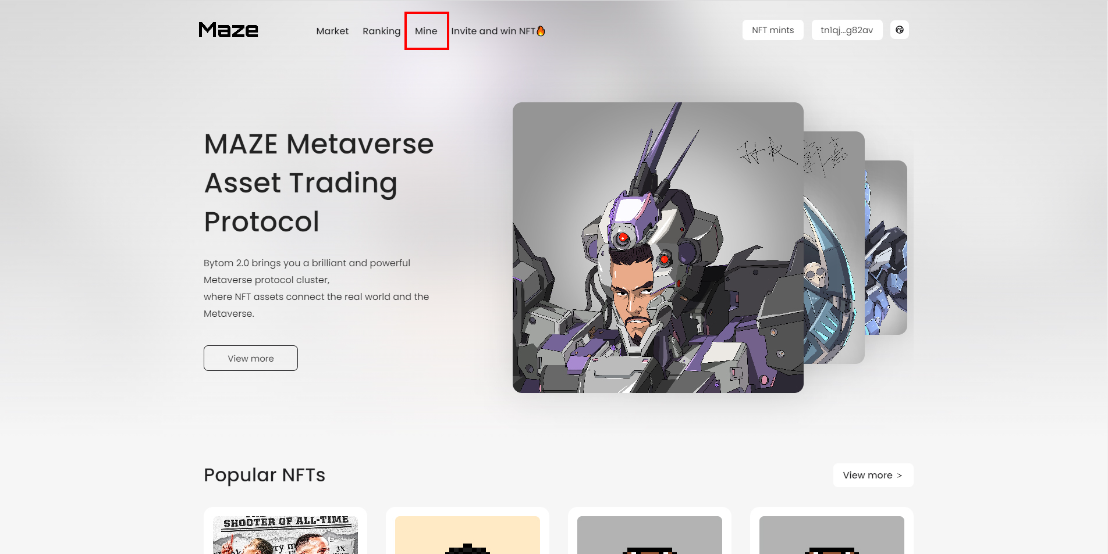 Maze
Market Ranking Mine Invite and win NFT🔥
NFT mints tn1qj...g82av
MAZE Metaverse
Asset Trading
Protocol
Bytom 2.0 brings you a brilliant and powerful
Metaverse protocol cluster,
where NFT assets connect the real world and the
Metaverse.
View more
Popular NFTs
View more >
SHOOTER OF ALL-TIME